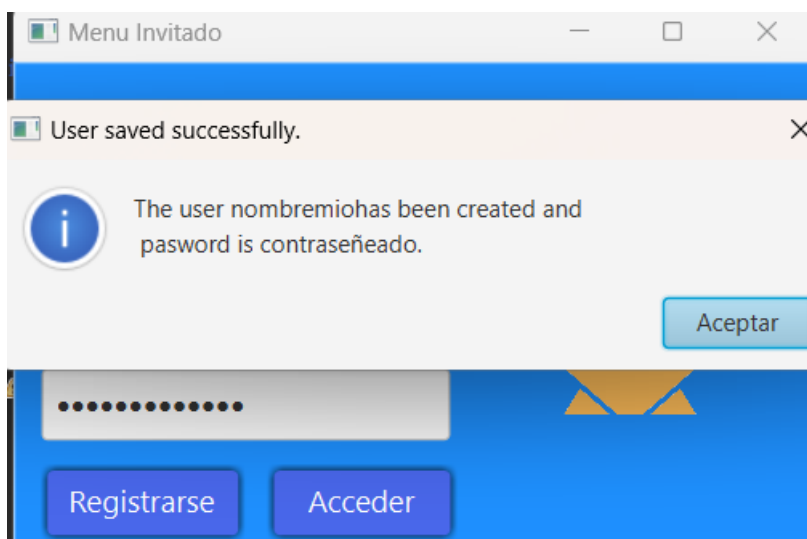 Menu Invitado
User saved successfully.
The user nombremiohas been created and
pasword is contraseñeado.
Aceptar
•••••••••••••
Registrarse
Acceder